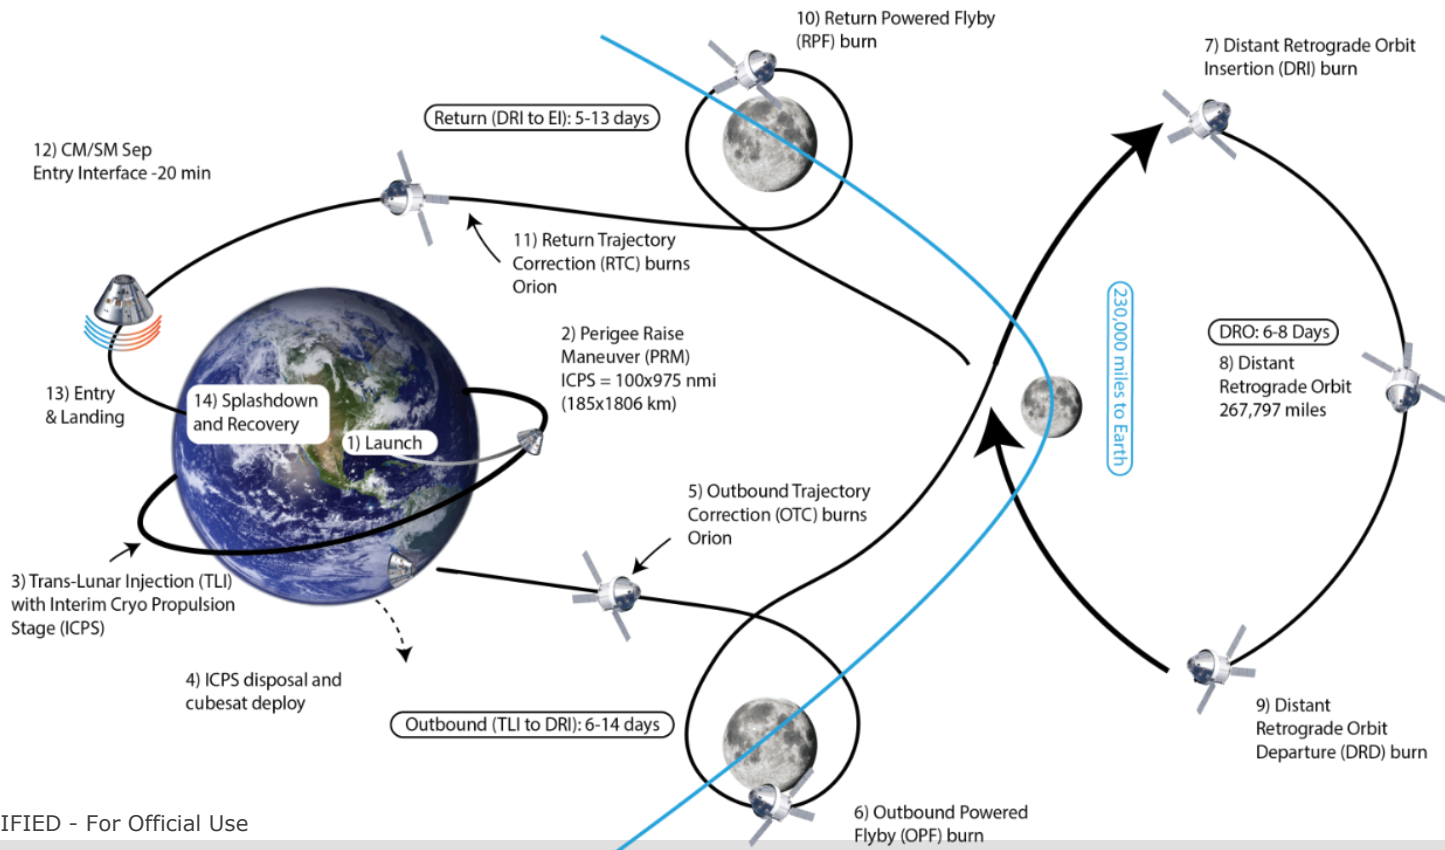 10) Return Powered Flyby
(RPF) burn
7) Distant Retrograde Orbit
Insertion (DRI) burn
Return (DRI to EI): 5-13 days
12) CM/SM Sep
Entry Interface -20 min
11) Return Trajectory
Correction (RTC) burns
Orion
2) Perigee Raise
Maneuver (PRM)
ICPS = 100x975 nmi
(185x1806 km)
230,000 miles to Earth
DRO: 6-8 Days
8) Distant
Retrograde Orbit
267,797 miles
13) Entry
& Landing
14) Splashdown
and Recovery
1) Launch
5) Outbound Trajectory
Correction (OTC) burns
Orion
3) Trans-Lunar Injection (TLI)
with Interim Cryo Propulsion
Stage (ICPS)
4) ICPS disposal and
cubesat deploy
Outbound (TLI to DRI): 6-14 days
9) Distant
Retrograde Orbit
Departure (DRD) burn
6) Outbound Powered
Flyby (OPF) burn
IFIED - For Official Use